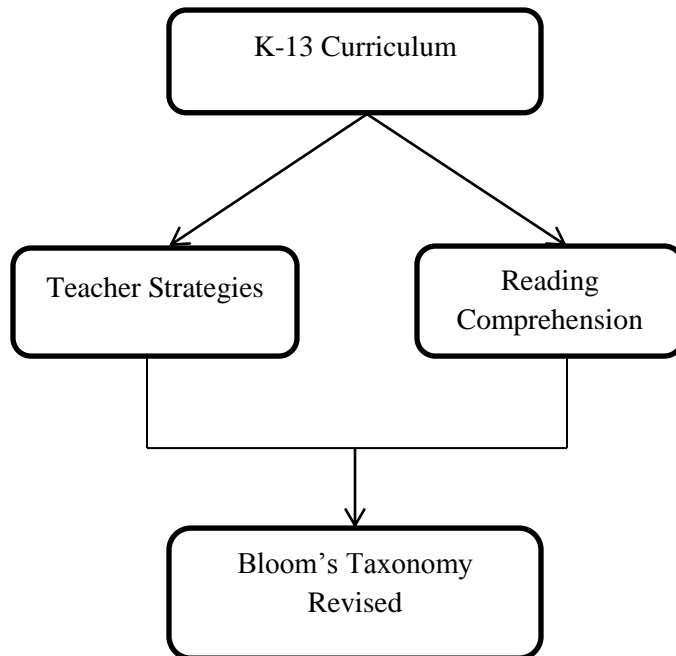 K-13 Curriculum
Teacher Strategies
Reading
Comprehension
Bloom’s Taxonomy
Revised